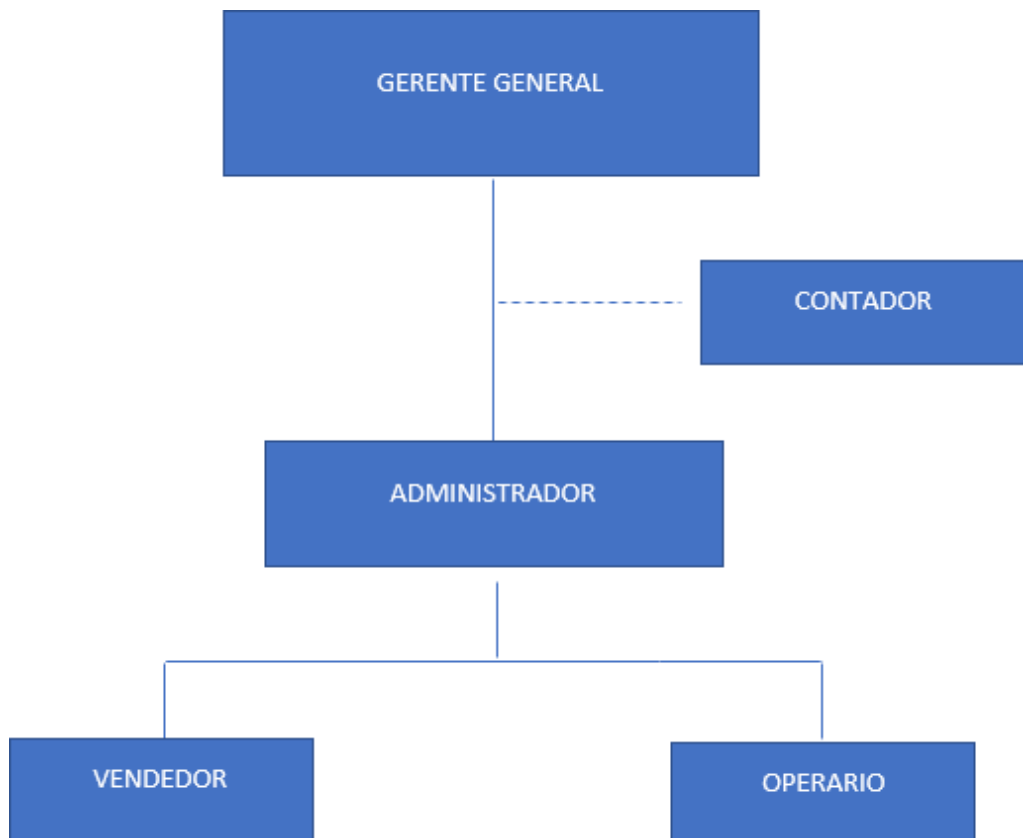 GERENTE GENERAL
CONTADOR
ADMINISTRADOR
VENDEDOR
OPERARIO